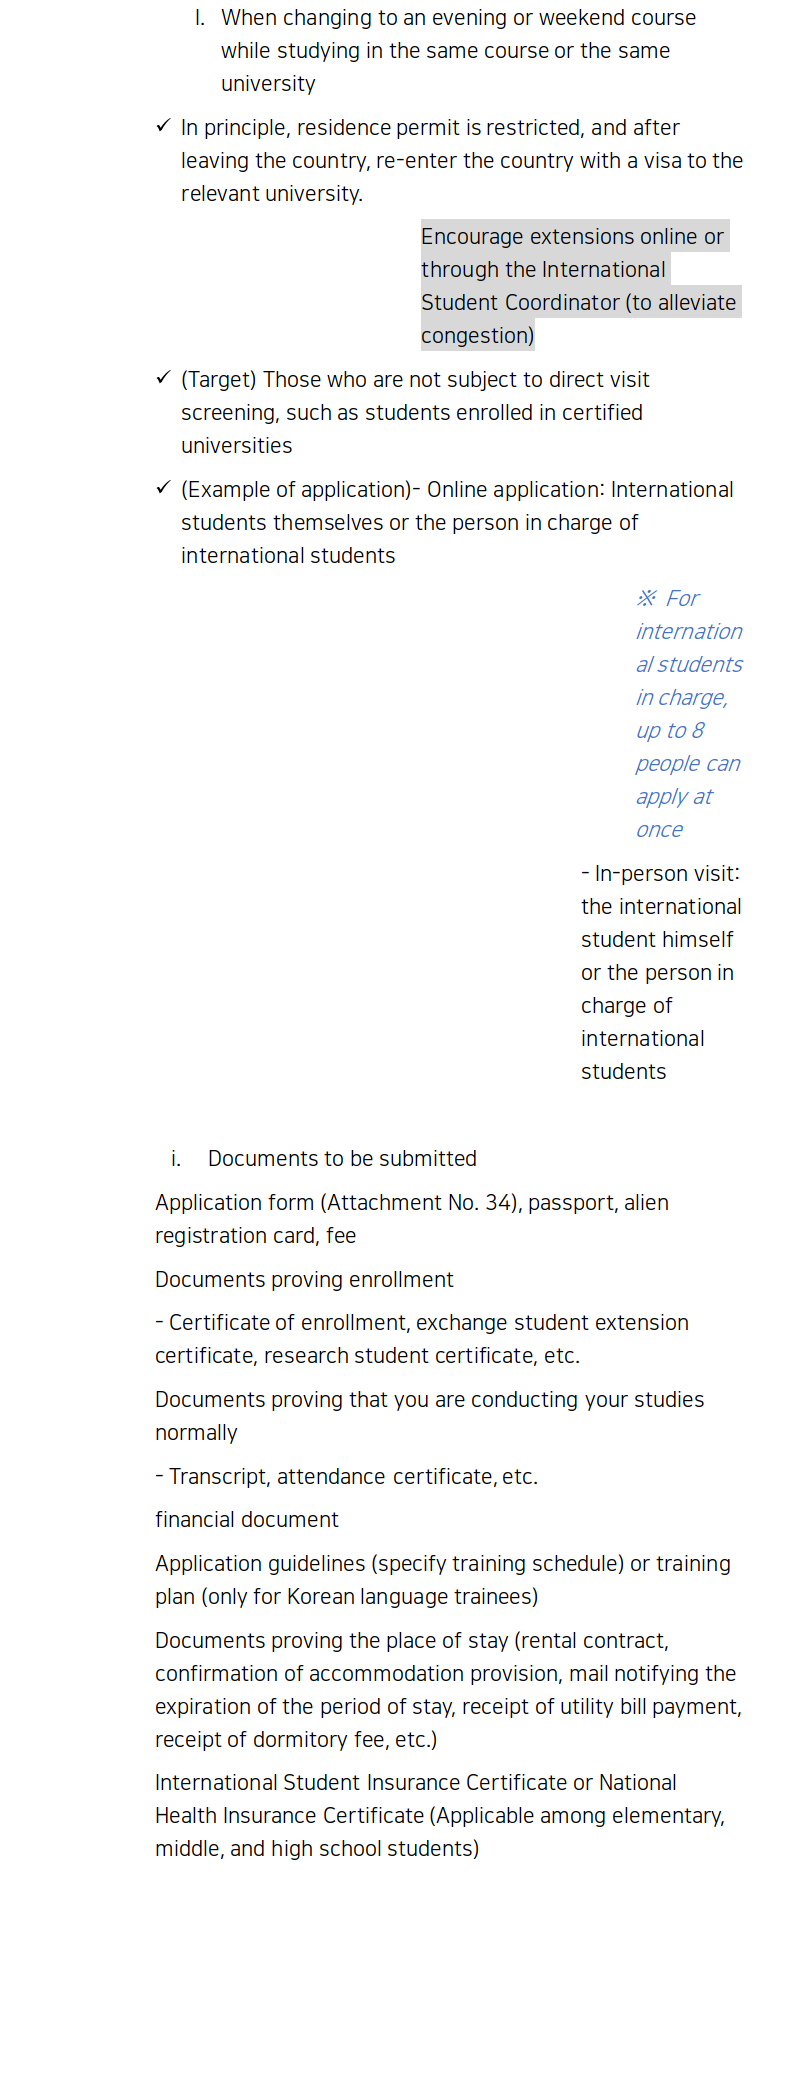 I. When changing to an evening or weekend course
while studying in the same course or the same
university
✓ In principle, residence permit is restricted, and after
leaving the country, re-enter the country with a visa to the
relevant university.
Encourage extensions online or
through the International
Student Coordinator (to alleviate
congestion)
✓ (Target) Those who are not subject to direct visit
screening, such as students enrolled in certified
universities
✓ (Example of application)- Online application: International
students themselves or the person in charge of
international students
※ For
internation
al students
in charge,
up to 8
people can
apply at
once
- In-person visit:
the international
student himself
or the person in
charge of
international
students
i. Documents to be submitted
Application form (Attachment No. 34), passport, alien
registration card, fee
Documents proving enrollment
- Certificate of enrollment, exchange student extension
certificate, research student certificate, etc.
Documents proving that you are conducting your studies
normally
- Transcript, attendance certificate, etc.
financial document
Application guidelines (specify training schedule) or training
plan (only for Korean language trainees)
Documents proving the place of stay (rental contract,
confirmation of accommodation provision, mail notifying the
expiration of the period of stay, receipt of utility bill payment,
receipt of dormitory fee, etc.)
International Student Insurance Certificate or National
Health Insurance Certificate (Applicable among elementary,
middle, and high school students)